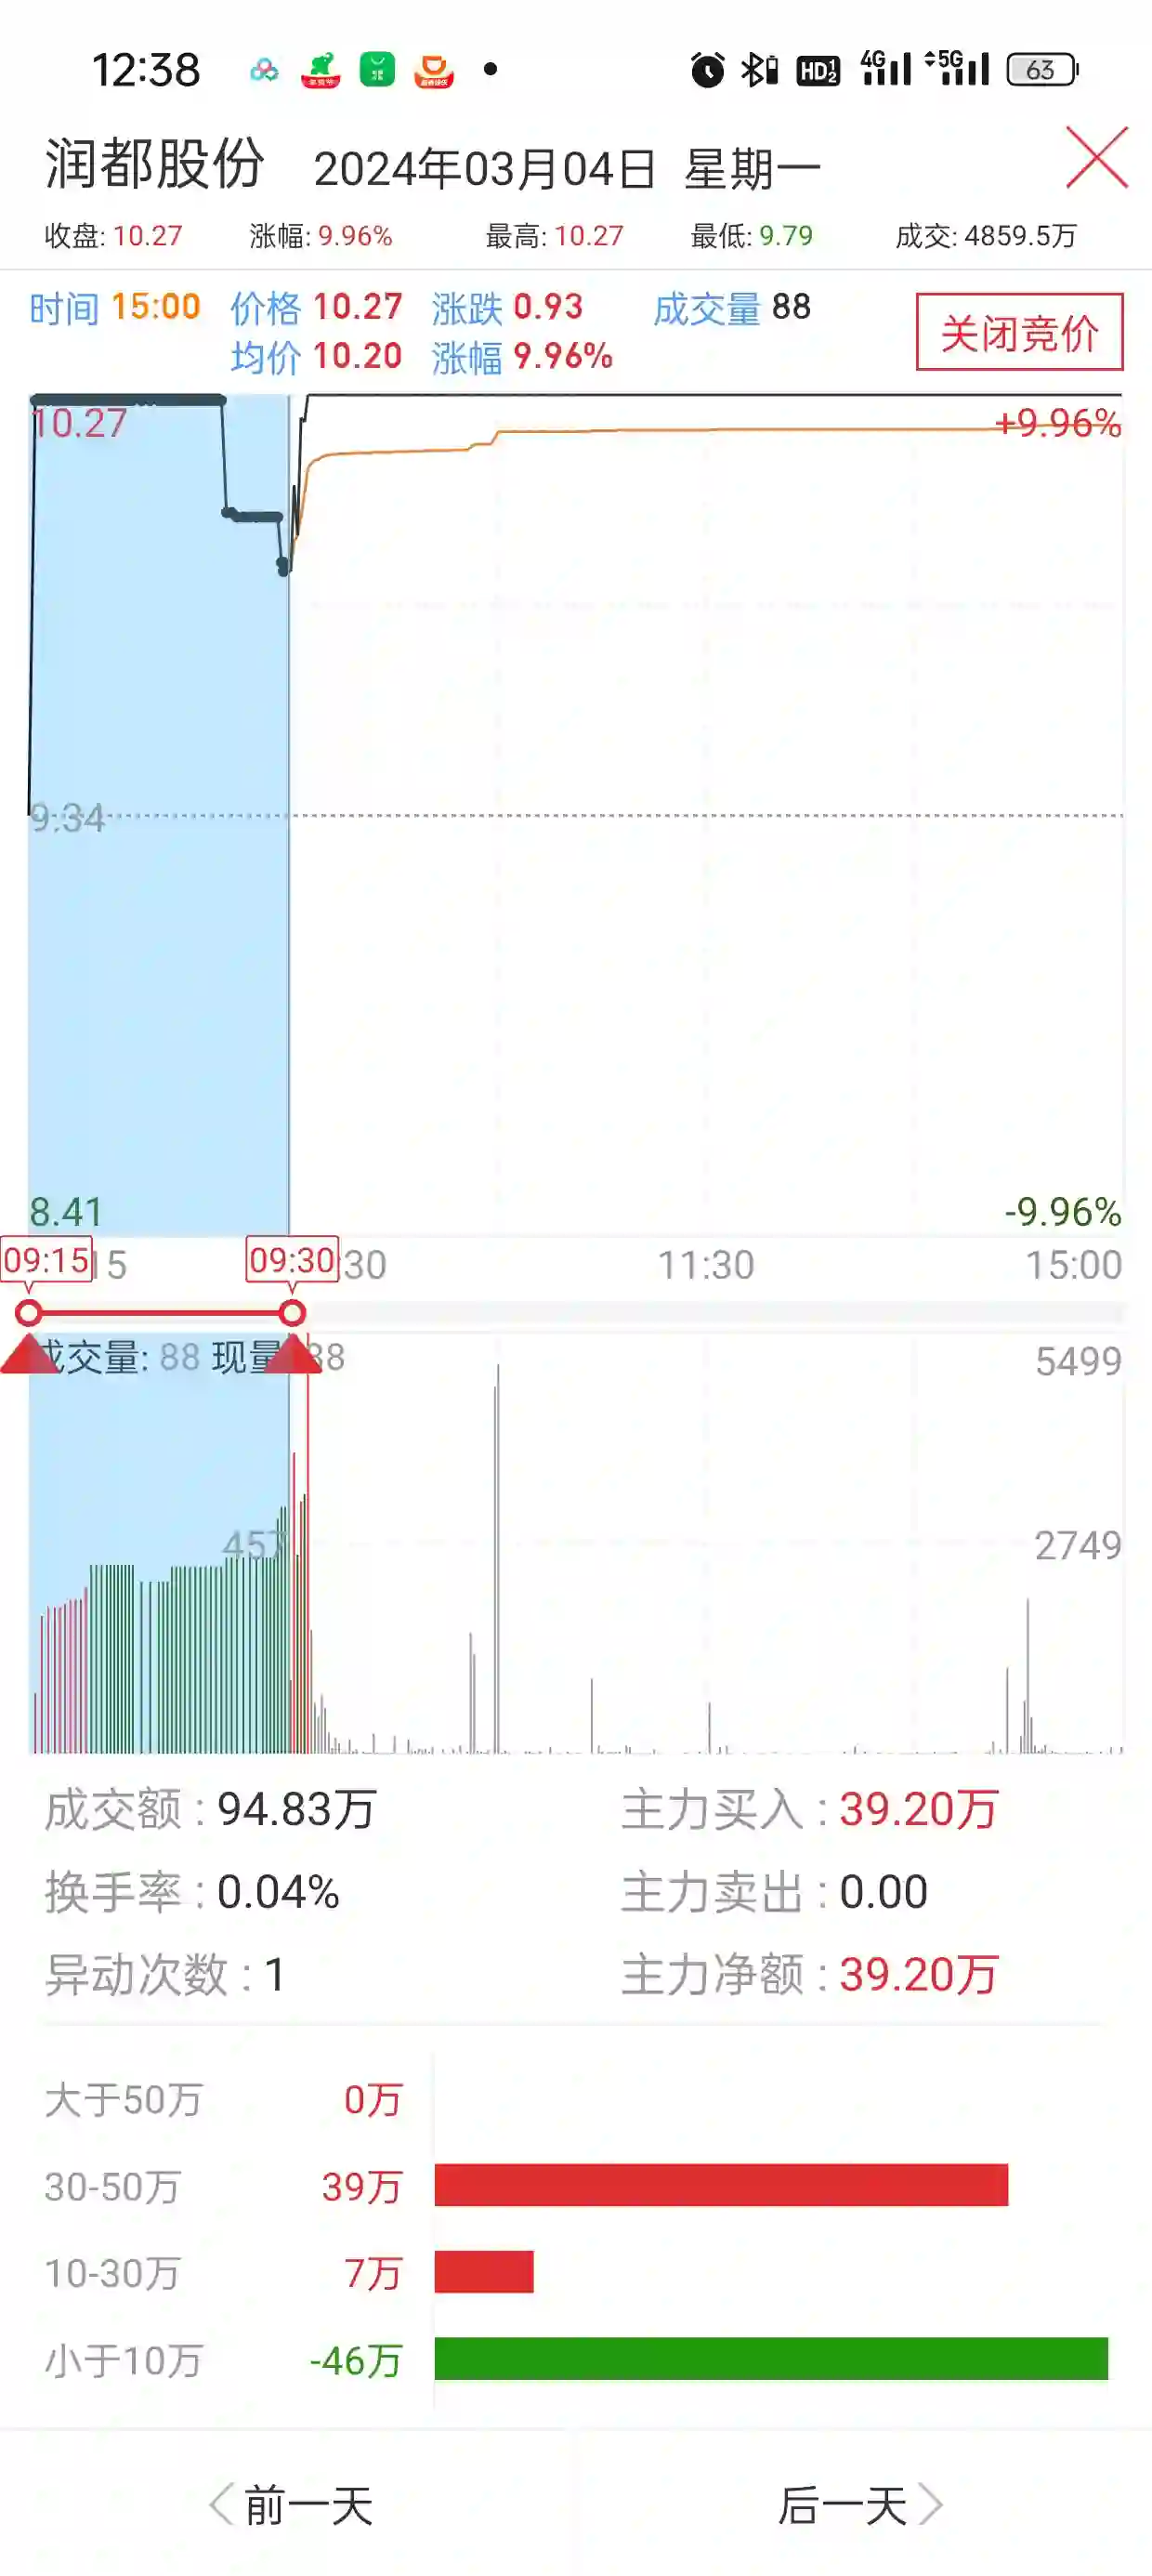 12:38 HD 1 2 4G 5G 63
润都股份 2024年03月04日 星期一
收盘: 10.27 涨幅: 9.96% 最高: 10.27 最低: 9.79 成交: 4859.5万
时间 15:00 价格 10.27 涨跌 0.93 成交量 88
均价 10.20 涨幅 9.96%
关闭竞价
10.27 +9.96%
9.34
8.41 -9.96%
09:15 15 09:30 :30 11:30 15:00
成交量: 88 现量 88 5499
457 2749
成交额 : 94.83万 主力买入 : 39.20万
换手率 : 0.04% 主力卖出 : 0.00
异动次数 : 1 主力净额 : 39.20万
大于50万 0万
30-50万 39万
10-30万 7万
小于10万 -46万
前一天 后一天